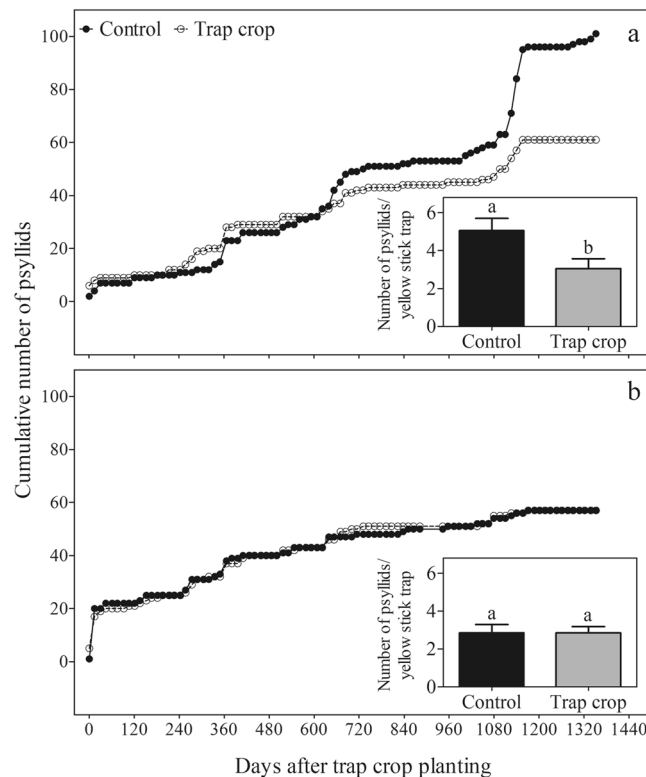 Control Trap crop
a
100
80
60
40
20
0
Cumulative number of psyllids
Number of psyllids/
yellow stick trap
6
4
2
0
a
b
Control Trap crop
b
100
80
60
40
20
0
Number of psyllids/
yellow stick trap
6
4
2
0
a
a
Control Trap crop
0 120 240 360 480 600 720 840 960 1080 1200 1320 1440
Days after trap crop planting